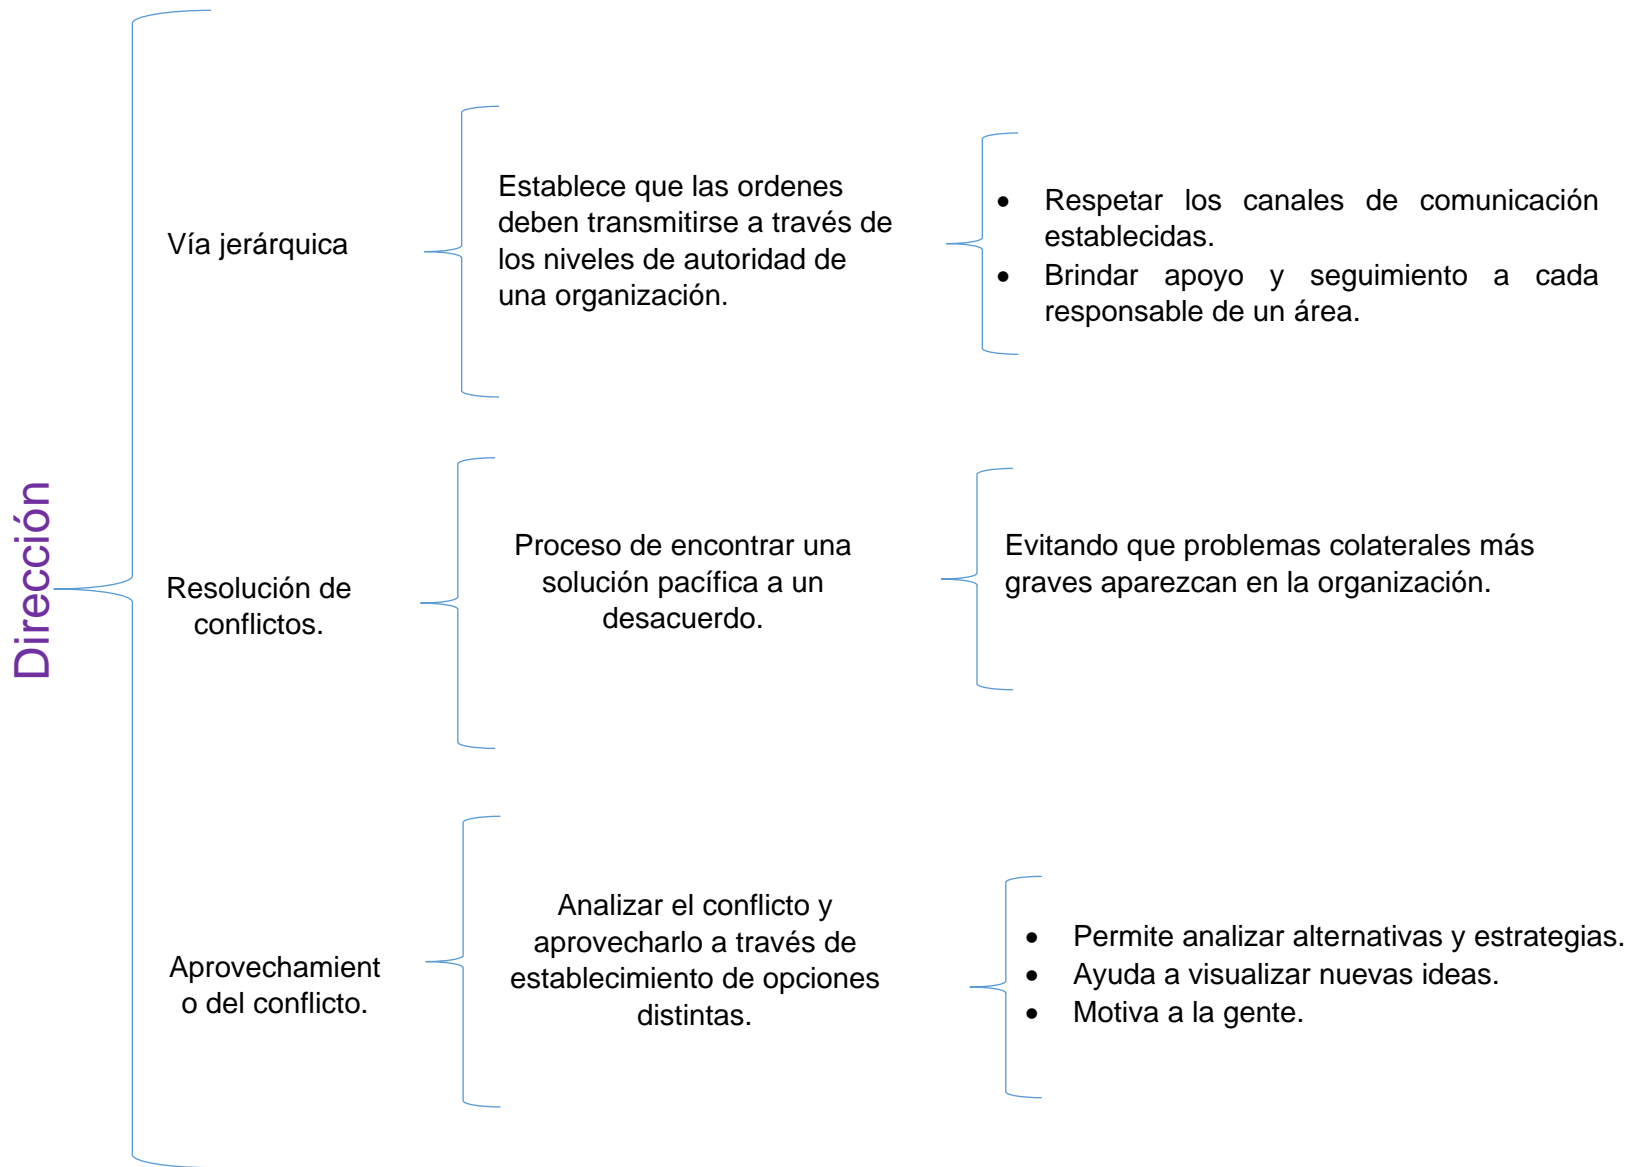 Dirección
Vía jerárquica
Establece que las ordenes
deben transmitirse a través de
los niveles de autoridad de
una organización.
• Respetar los canales de comunicación
establecidas.
• Brindar apoyo y seguimiento a cada
responsable de un área.
Resolución de
conflictos.
Proceso de encontrar una
solución pacífica a un
desacuerdo.
Evitando que problemas colaterales más
graves aparezcan en la organización.
Aprovechamient
o del conflicto.
Analizar el conflicto y
aprovecharlo a través de
establecimiento de opciones
distintas.
• Permite analizar alternativas y estrategias.
• Ayuda a visualizar nuevas ideas.
• Motiva a la gente.